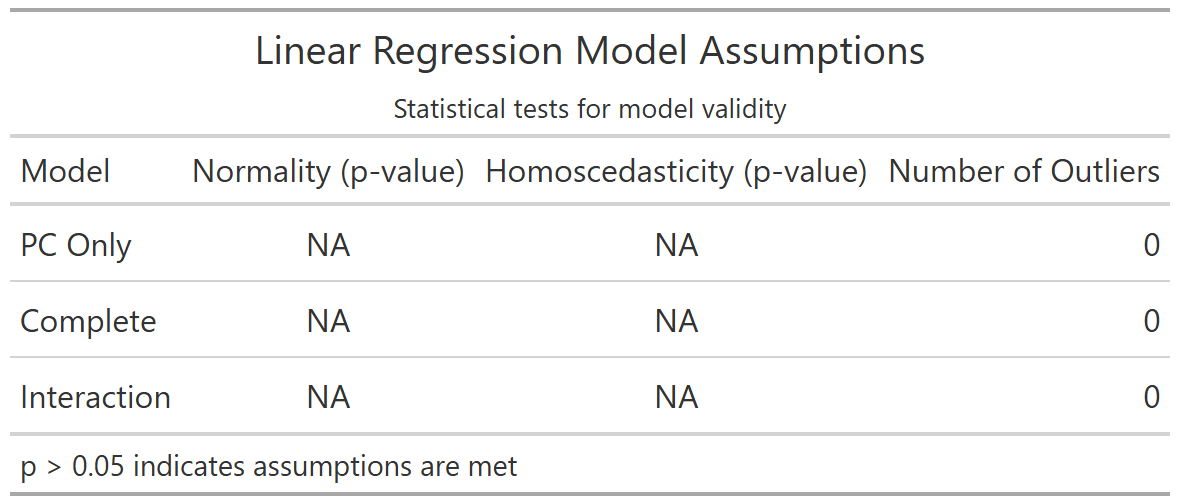 Linear Regression Model Assumptions
Statistical tests for model validity
Model Normality (p-value) Homoscedasticity (p-value) Number of Outliers
PC Only NA NA 0
Complete NA NA 0
Interaction NA NA 0
p > 0.05 indicates assumptions are met